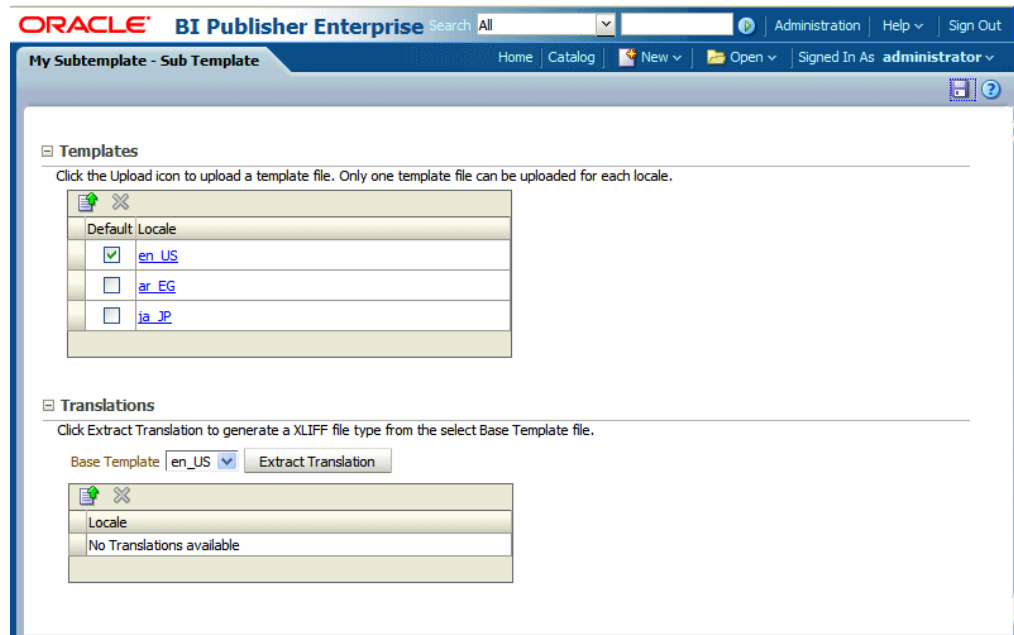 ORACLE BI Publisher Enterprise Search All Administration Help Sign Out
My Subtemplate - Sub Template Home Catalog New Open Signed In As administrator
Templates
Click the Upload icon to upload a template file. Only one template file can be uploaded for each locale.
Default Locale
en_US
ar_EG
ja_JP
Translations
Click Extract Translation to generate a XLIFF file type from the select Base Template file.
Base Template en_US Extract Translation
Locale
No Translations available